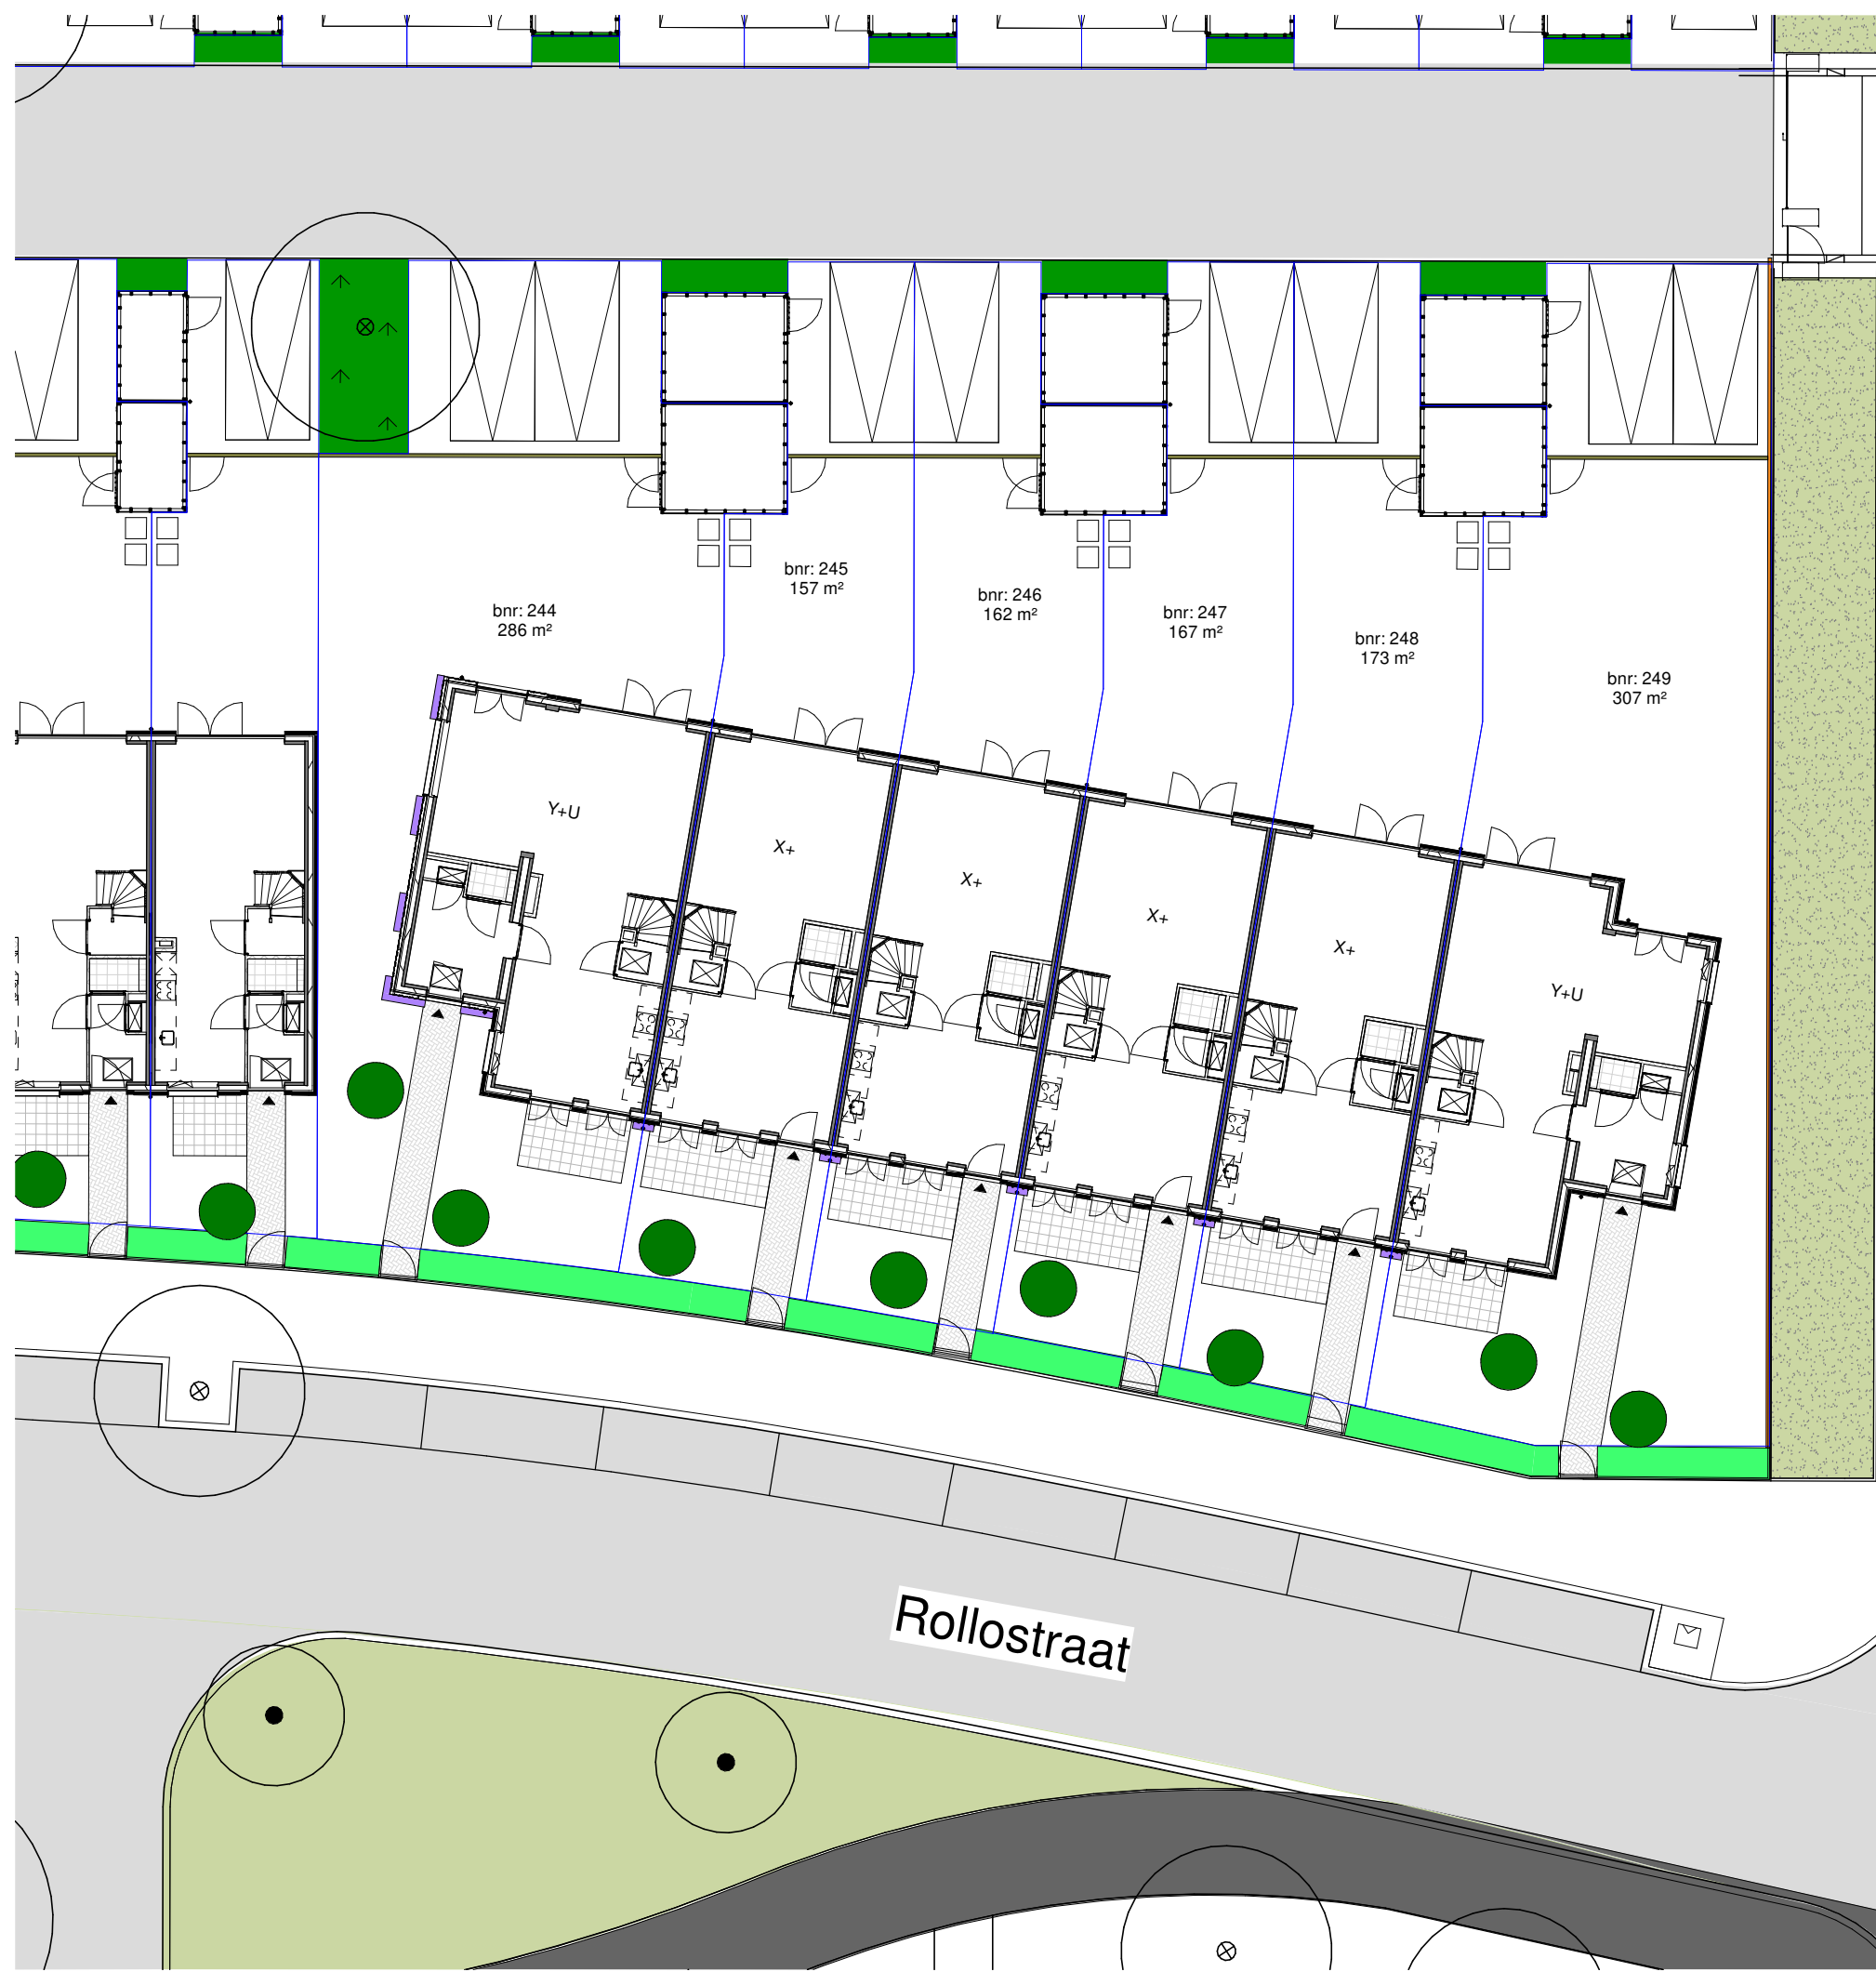 bnr: 244
286 m²
bnr: 245
157 m²
bnr: 246
162 m²
bnr: 247
167 m²
bnr: 248
173 m²
bnr: 249
307 m²
Y+U
X+
X+
X+
X+
Y+U
Rollostraat